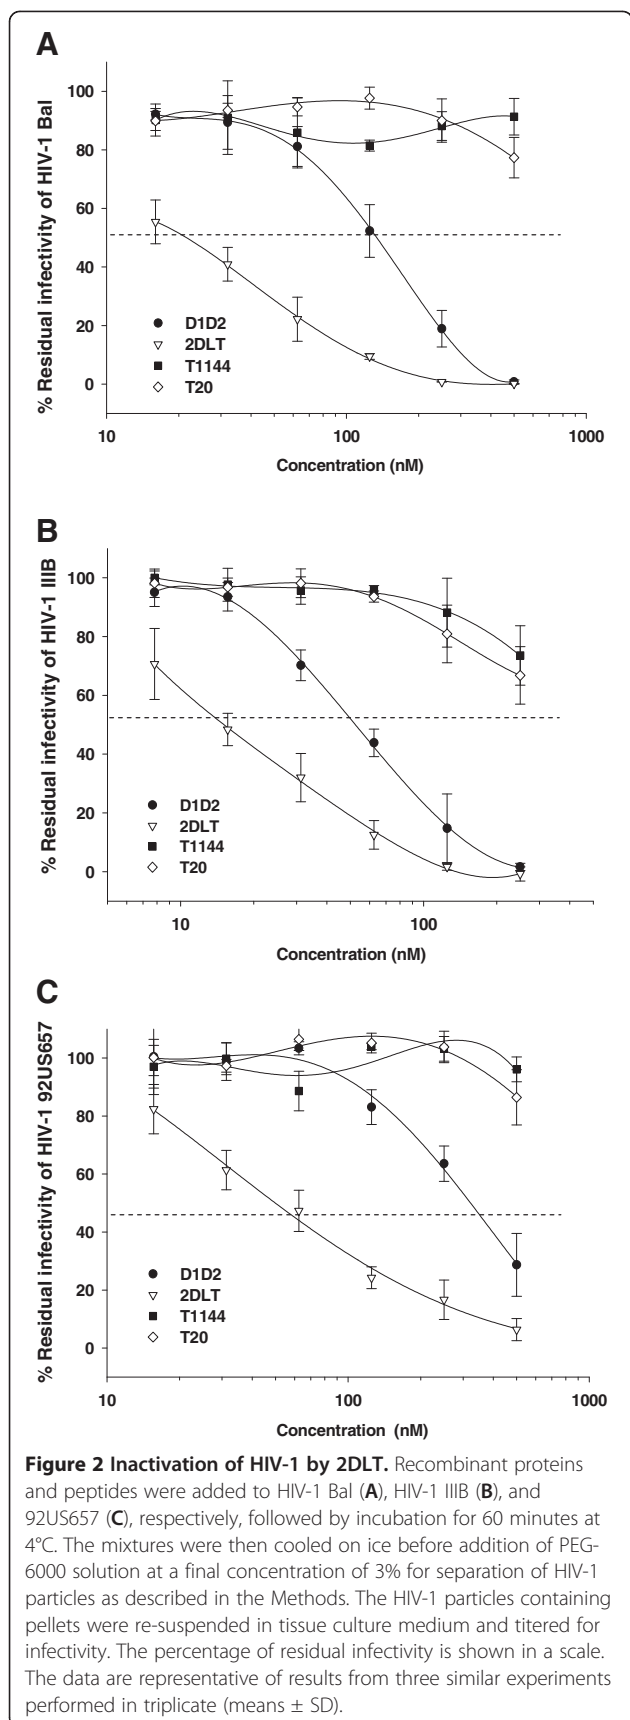 A
% Residual infectivity of HIV-1 Bal
100
80
60
40
20
0
D1D2
2DLT
T1144
T20
10
100
1000
Concentration (nM)
B
% Residual infectivity of HIV-1 IIIB
100
80
60
40
20
0
D1D2
2DLT
T1144
T20
10
100
Concentration (nM)
C
% Residual infectivity of HIV-1 92US657
100
80
60
40
20
0
D1D2
2DLT
T1144
T20
10
100
1000
Concentration (nM)
Figure 2 Inactivation of HIV-1 by 2DLT. Recombinant proteins
and peptides were added to HIV-1 Bal (A), HIV-1 IIIB (B), and
92US657 (C), respectively, followed by incubation for 60 minutes at
4°C. The mixtures were then cooled on ice before addition of PEG-
6000 solution at a final concentration of 3% for separation of HIV-1
particles as described in the Methods. The HIV-1 particles containing
pellets were re-suspended in tissue culture medium and titered for
infectivity. The percentage of residual infectivity is shown in a scale.
The data are representative of results from three similar experiments
performed in triplicate (means ± SD).